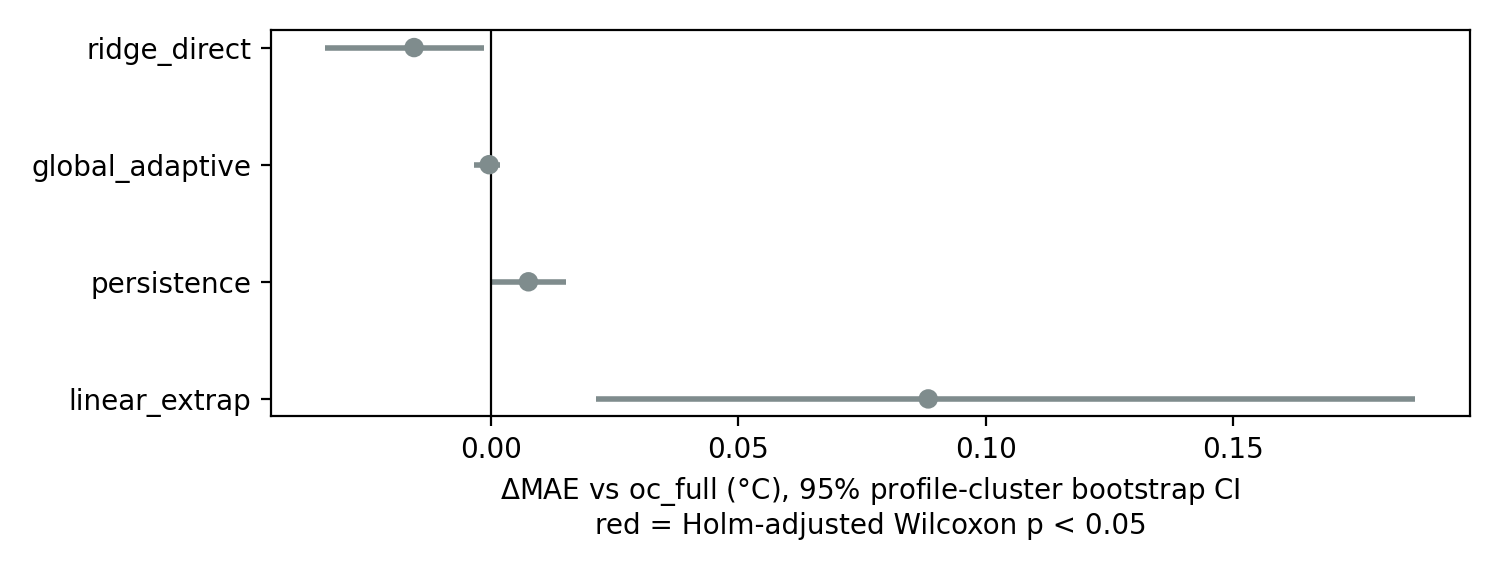 ridge_direct
global_adaptive
persistence
linear_extrap
0.00 0.05 0.10 0.15
ΔMAE vs oc_full (°C), 95% profile-cluster bootstrap CI
red = Holm-adjusted Wilcoxon p < 0.05